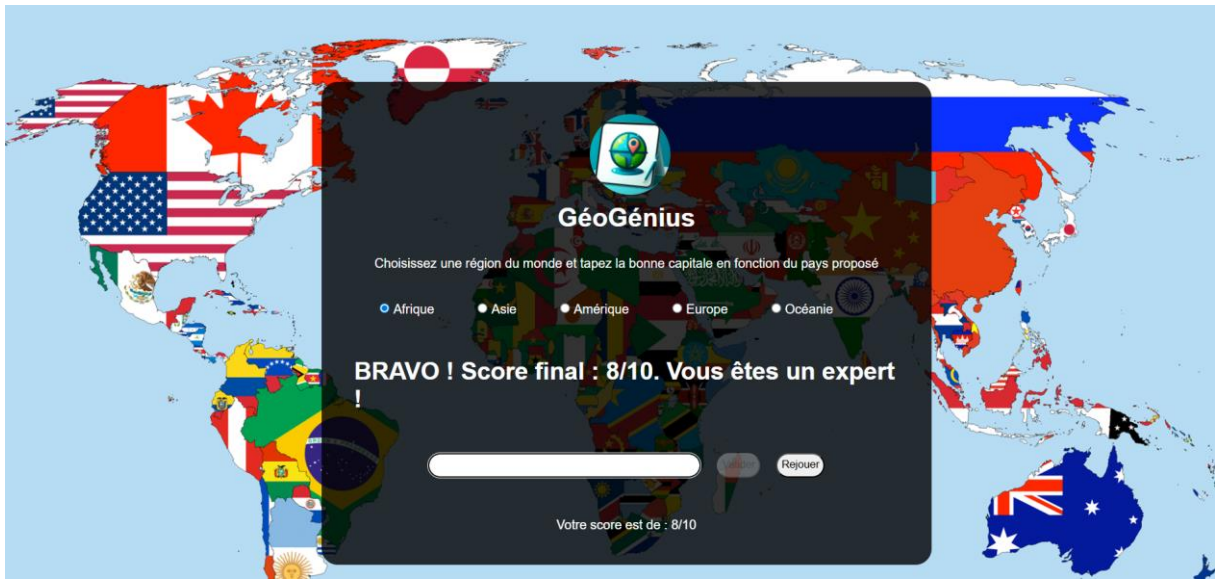 GéoGénius
Choisissez une région du monde et tapez la bonne capitale en fonction du pays proposé
Afrique Asie Amérique Europe Océanie
BRAVO ! Score final : 8/10. Vous êtes un expert
!
Valider Rejouer
Votre score est de : 8/10